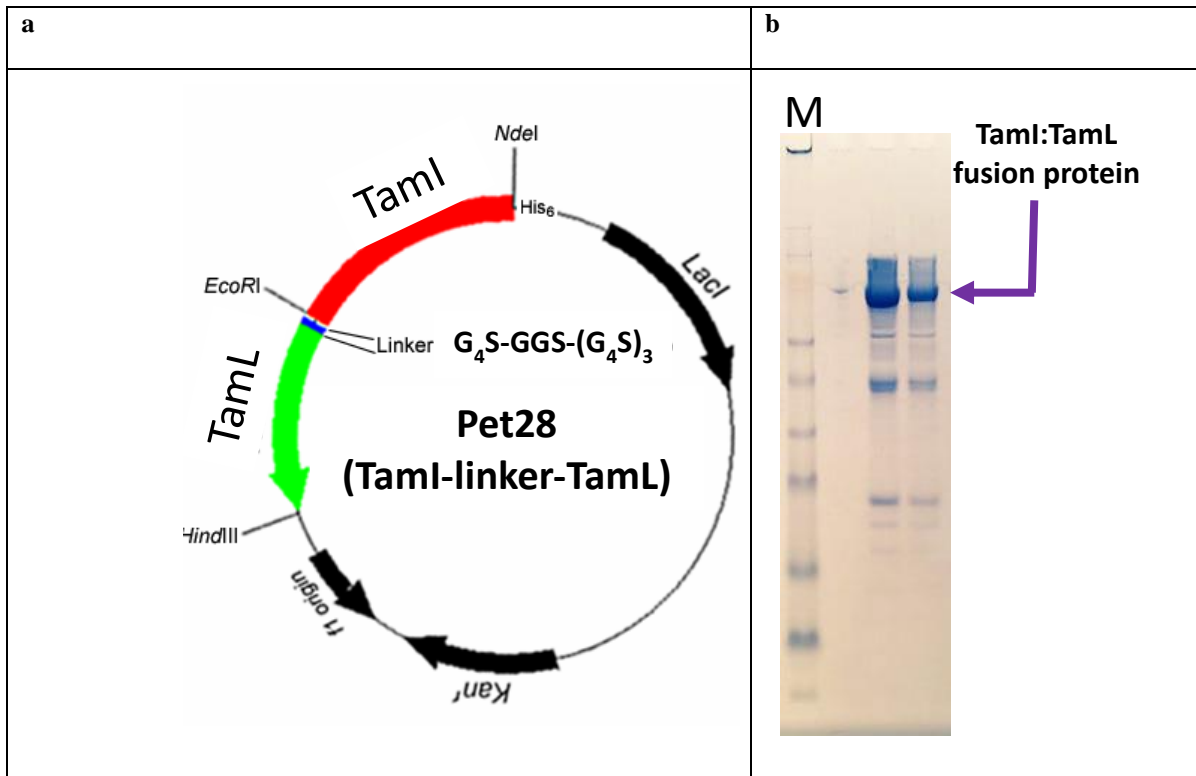 a
b
NdeI
His6
TamI
LacI
EcoRI
Linker
G4S-GGS-(G4S)3
TamL
Pet28
(TamI-linker-TamL)
HindIII
f1 origin
Kanr
M
TamI:TamL
fusion protein